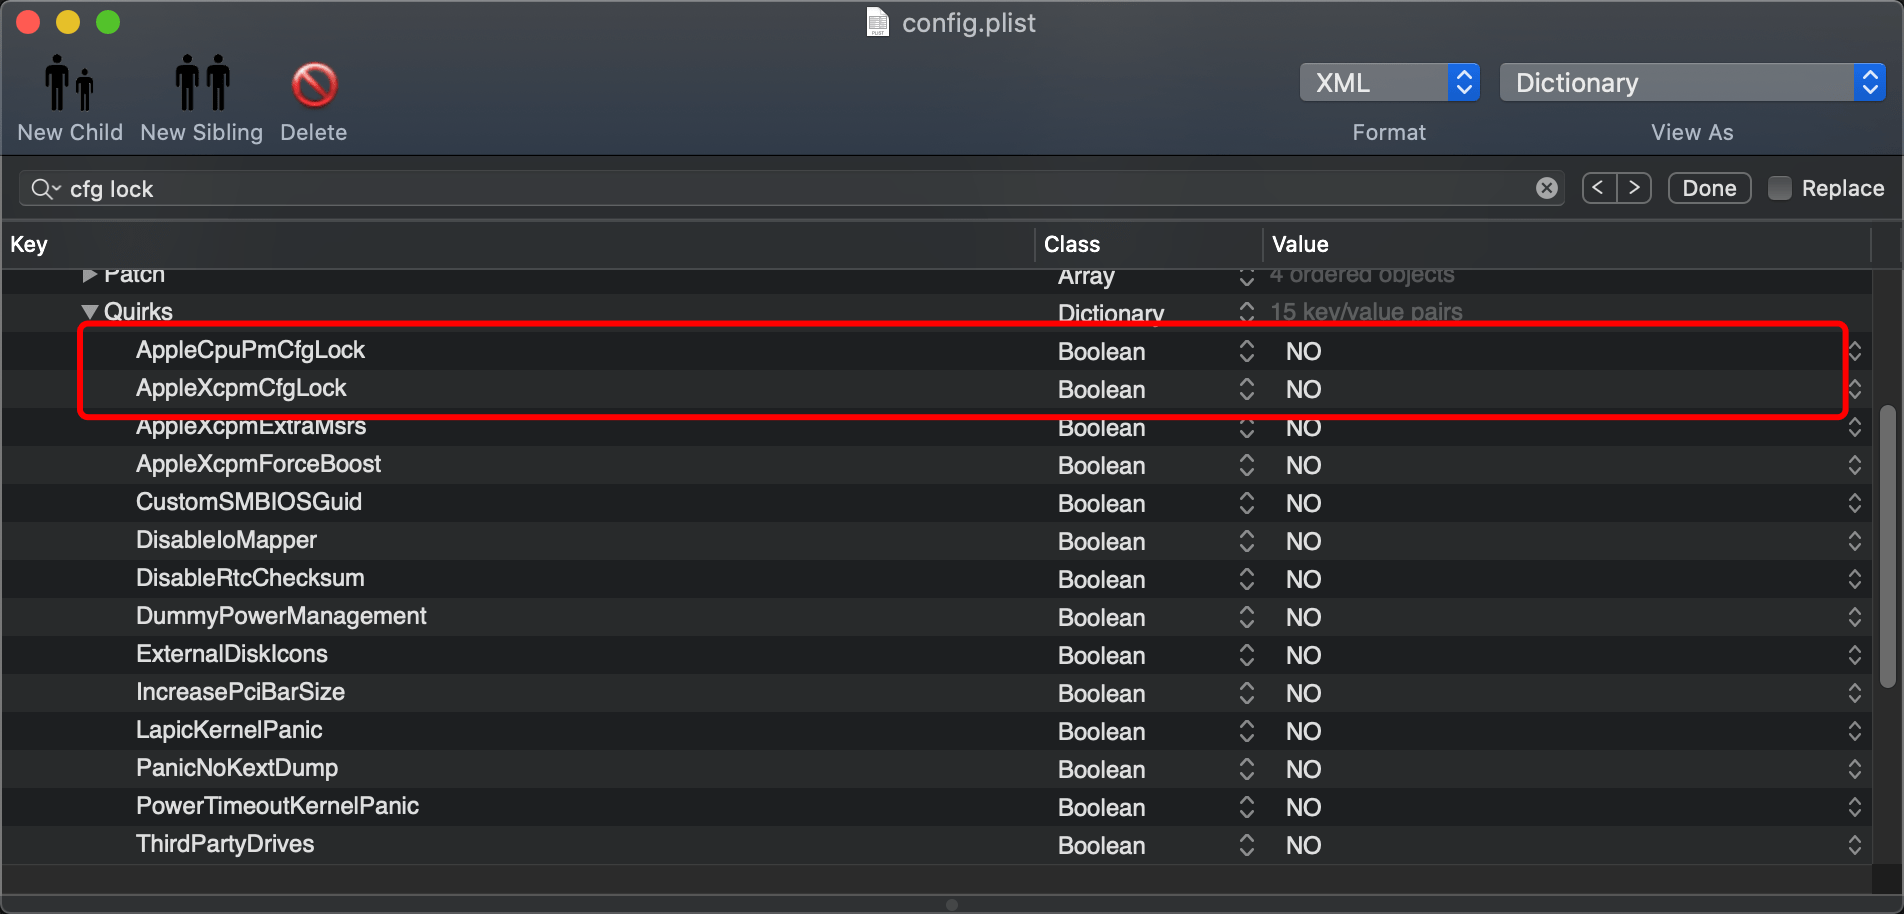 config.plist
New Child New Sibling Delete
XML Dictionary
Format View As
cfg lock < > Done Replace
Key Class Value
Patch Array 4 ordered objects
Quirks Dictionary 15 key/value pairs
AppleCpuPmCfgLock Boolean NO
AppleXcpmCfgLock Boolean NO
AppleXcpmExtraMsrs Boolean NO
AppleXcpmForceBoost Boolean NO
CustomSMBIOSGuid Boolean NO
DisableIoMapper Boolean NO
DisableRtcChecksum Boolean NO
DummyPowerManagement Boolean NO
ExternalDiskIcons Boolean NO
IncreasePciBarSize Boolean NO
LapicKernelPanic Boolean NO
PanicNoKextDump Boolean NO
PowerTimeoutKernelPanic Boolean NO
ThirdPartyDrives Boolean NO